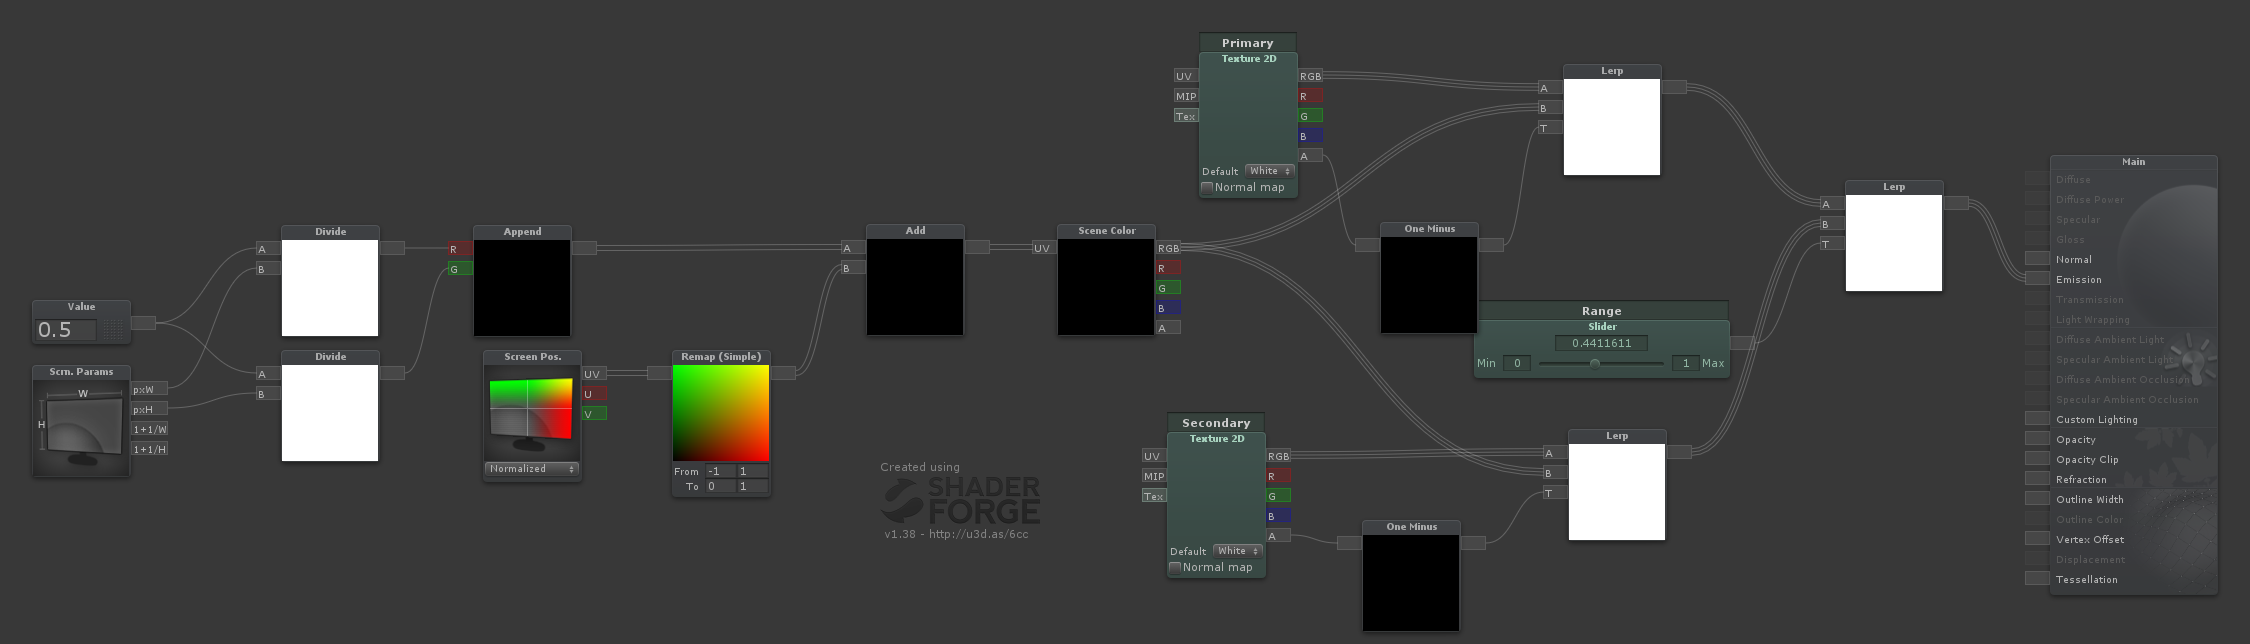 Value
0.5
Scrn. Params
W
H
pxW
pxH
1+1/W
1+1/H
Divide
A
B
Divide
A
B
Append
R
G
Screen Pos.
UV
U
V
Normalized
Remap (Simple)
From -1 1
To 0 1
Add
A
B
Created using
SHADER
FORGE
v1.38 - http://u3d.as/6cc
Scene Color
UV
RGB
R
G
B
A
Primary
Texture 2D
UV
MIP
Tex
RGB
R
G
B
A
Default White
Normal map
Secondary
Texture 2D
UV
MIP
Tex
RGB
R
G
B
A
Default White
Normal map
One Minus
One Minus
Range
Slider
0.4411611
Min 0 1 Max
Lerp
A
B
T
Lerp
A
B
T
Lerp
A
B
T
Main
Diffuse
Diffuse Power
Specular
Gloss
Normal
Emission
Transmission
Light Wrapping
Diffuse Ambient Light
Specular Ambient Light
Diffuse Ambient Occlusion
Specular Ambient Occlusion
Custom Lighting
Opacity
Opacity Clip
Refraction
Outline Width
Outline Color
Vertex Offset
Displacement
Tessellation